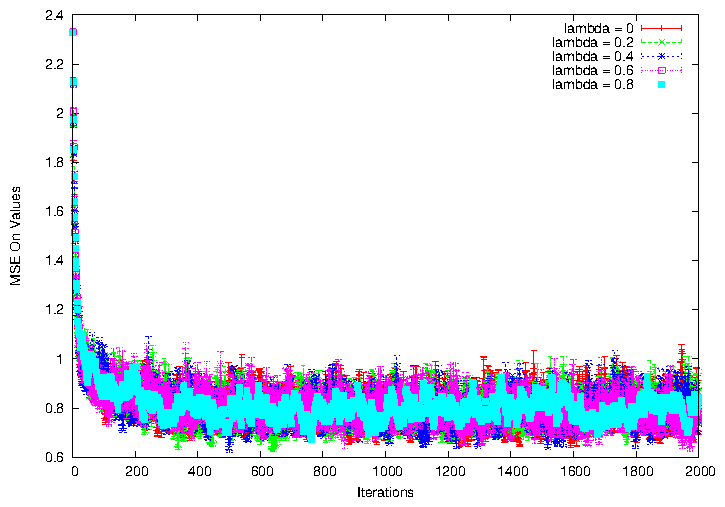 2.4
2.2
2
1.8
1.6
1.4
1.2
1
0.8
0.6
MSE On Values
lambda = 0
lambda = 0.2
lambda = 0.4
lambda = 0.6
lambda = 0.8
0 200 400 600 800 1000 1200 1400 1600 1800 2000
Iterations